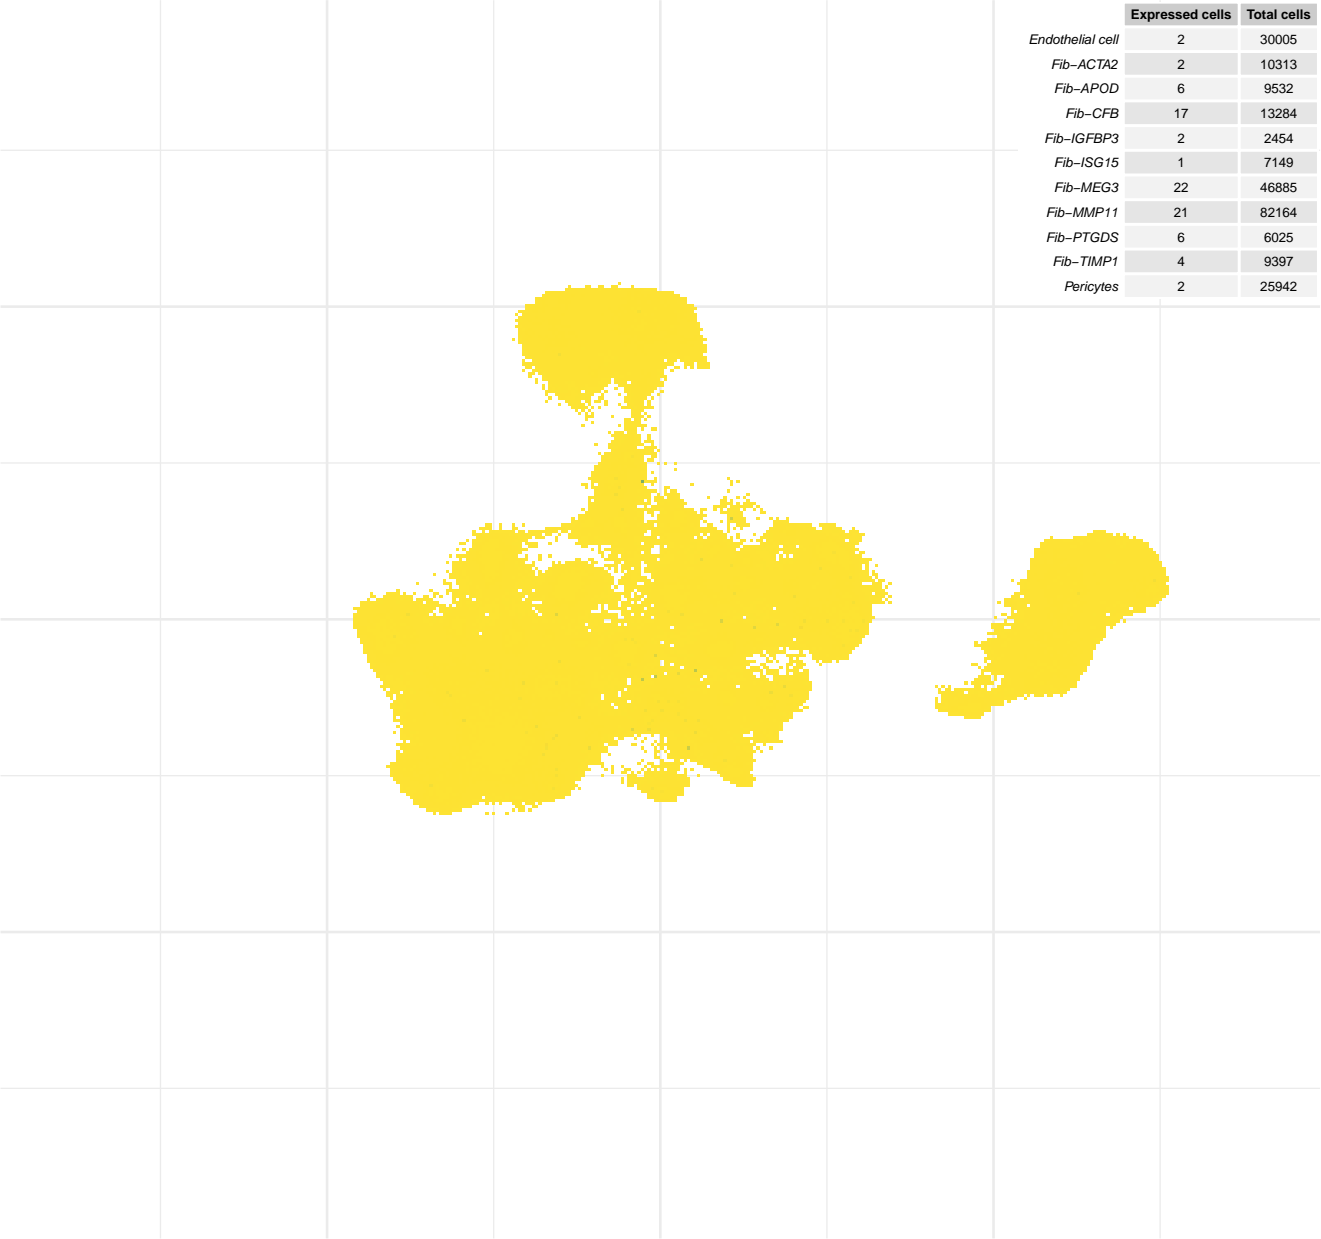 Expressed cells Total cells
Endothelial cell 2 30005
Fib−ACTA2 2 10313
Fib−APOD 6 9532
Fib−CFB 17 13284
Fib−IGFBP3 2 2454
Fib−ISG15 1 7149
Fib−MEG3 22 46885
Fib−MMP11 21 82164
Fib−PTGDS 6 6025
Fib−TIMP1 4 9397
Pericytes 2 25942